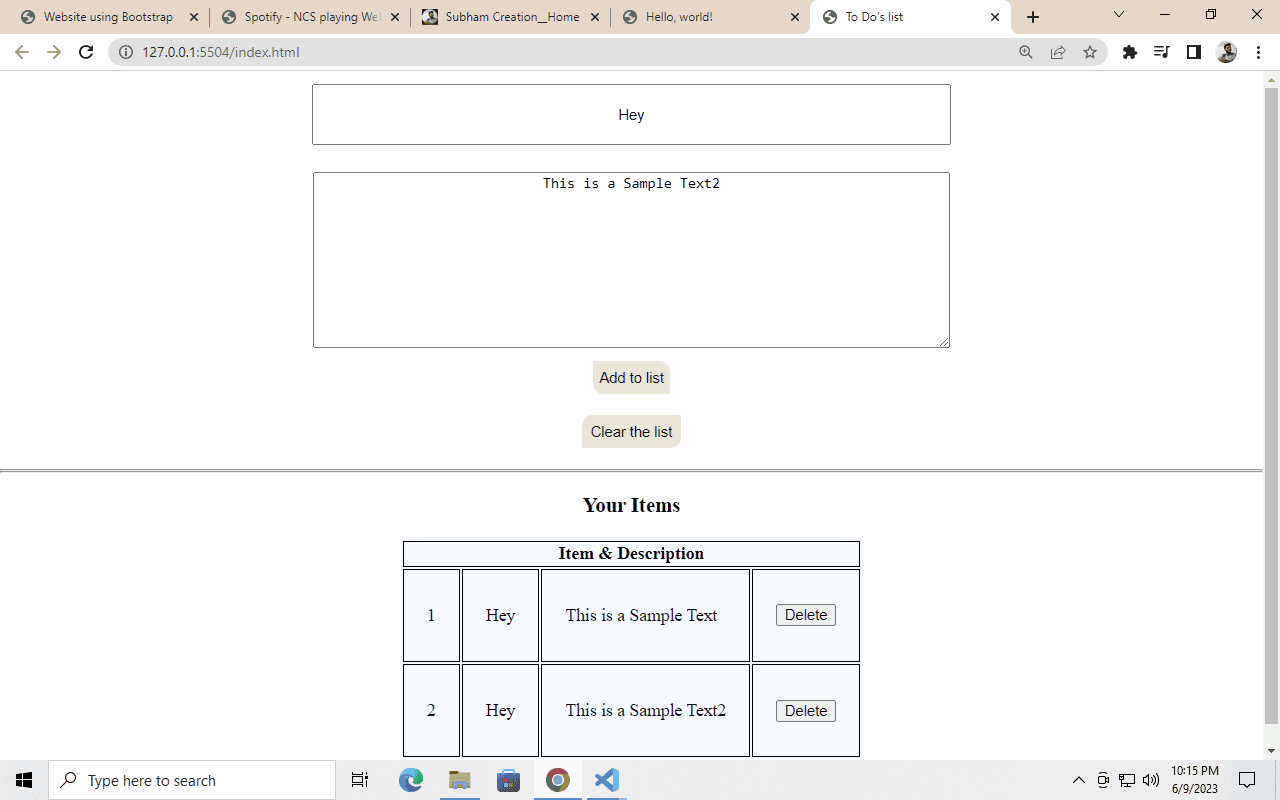 Website using Bootstrap
Spotify - NCS playing Web
Subham Creation__Home
Hello, world!
To Do's list
127.0.0.1:5504/index.html
Hey
This is a Sample Text2
Add to list
Clear the list
Your Items
Item & Description
1 Hey This is a Sample Text Delete
2 Hey This is a Sample Text2 Delete
Type here to search
10:15 PM
6/9/2023